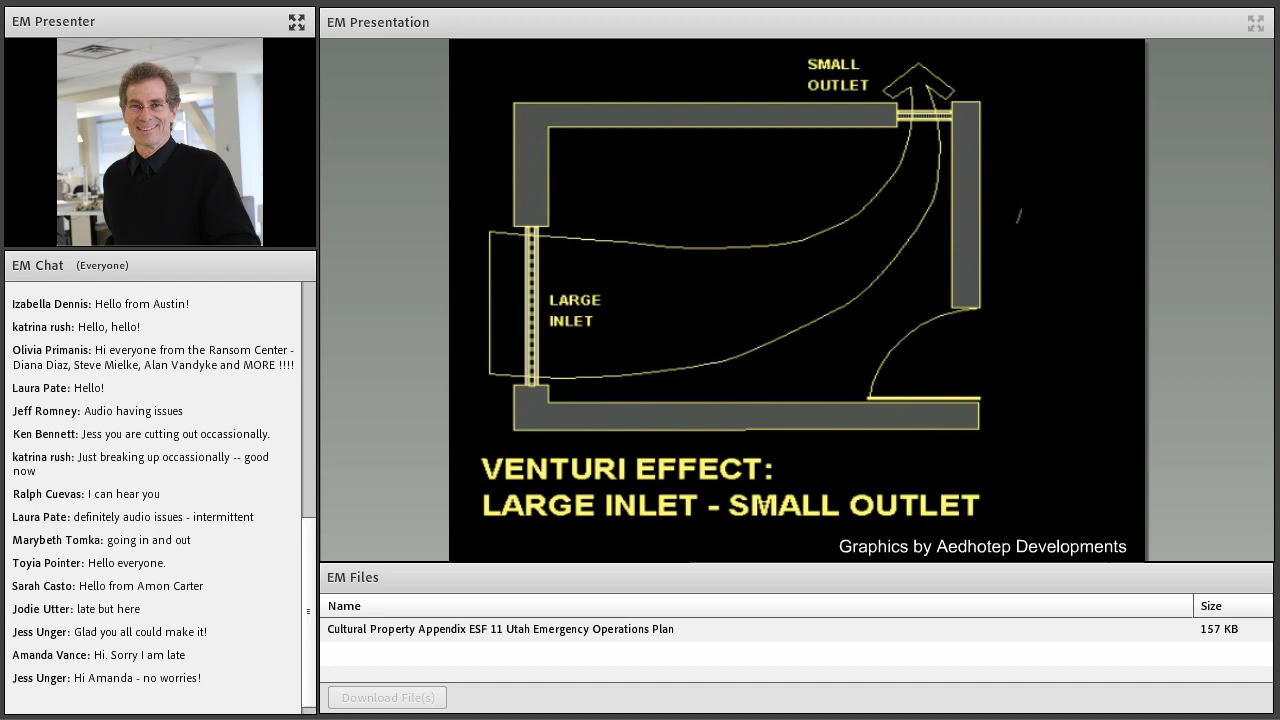 EM Presenter
EM Chat (Everyone)
Izabella Dennis: Hello from Austin!
katrina rush: Hello, hello!
Olivia Primanis: Hi everyone from the Ransom Center -
Diana Diaz, Steve Mielke, Alan Vandyke and MORE !!!!
Laura Pate: Hello!
Jeff Romney: Audio having issues
Ken Bennett: Jess you are cutting out occassionally.
katrina rush: Just breaking up occassionally -- good
now
Ralph Cuevas: I can hear you
Laura Pate: definitely audio issues - intermittent
Marybeth Tomka: going in and out
Toyia Pointer: Hello everyone.
Sarah Casto: Hello from Amon Carter
Jodie Utter: late but here
Jess Unger: Glad you all could make it!
Amanda Vance: Hi. Sorry I am late
Jess Unger: Hi Amanda - no worries!
EM Presentation
SMALL
OUTLET
LARGE
INLET
VENTURI EFFECT:
LARGE INLET - SMALL OUTLET
Graphics by Aedhotep Developments
EM Files
Name Size
Cultural Property Appendix ESF 11 Utah Emergency Operations Plan 157 KB
Download File(s)